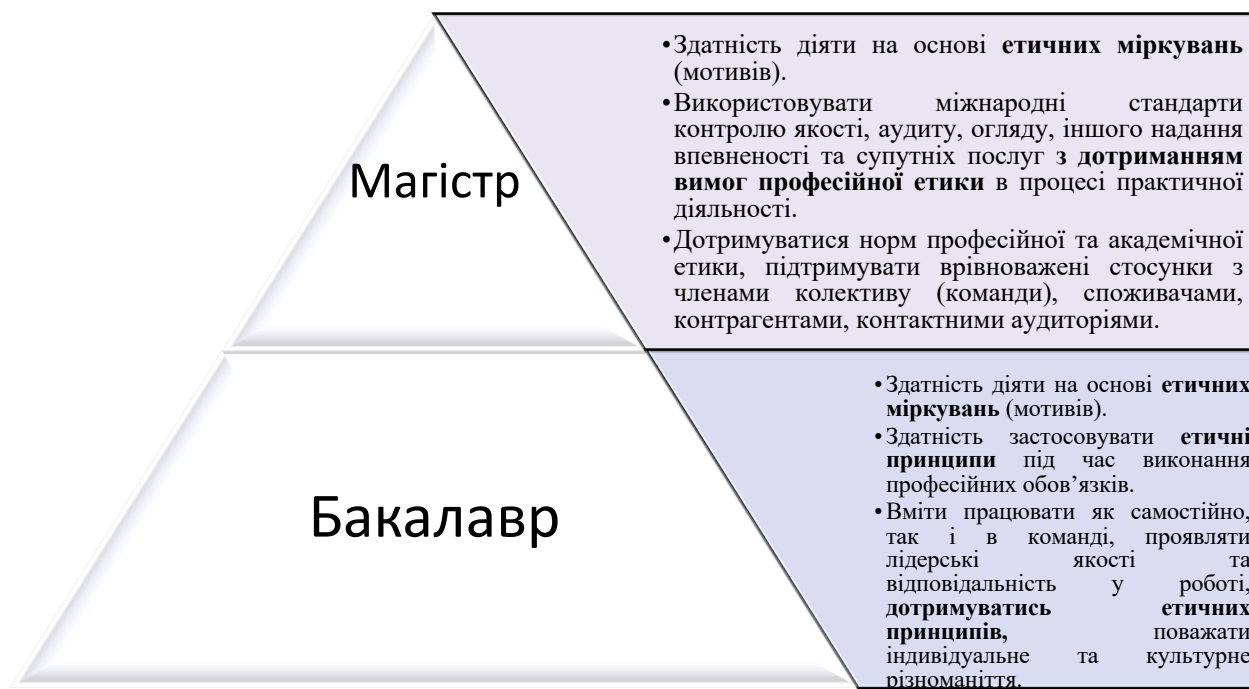 •Здатність діяти на основі етичних міркувань
(мотивів).
•Використовувати міжнародні стандарти
контролю якості, аудиту, огляду, іншого надання
впевненості та супутніх послуг з дотриманням
вимог професійної етики в процесі практичної
діяльності.
•Дотримуватися норм професійної та академічної
етики, підтримувати врівноважені стосунки з
членами колективу (команди), споживачами,
контрагентами, контактними аудиторіями.
Магістр
•Здатність діяти на основі етичних
міркувань (мотивів).
•Здатність застосовувати етичні
принципи під час виконання
професійних обов’язків.
•Вміти працювати як самостійно,
так і в команді, проявляти
лідерські якості та
відповідальність у роботі,
дотримуватись етичних
принципів, поважати
індивідуальне та культурне
різноманіття.
Бакалавр